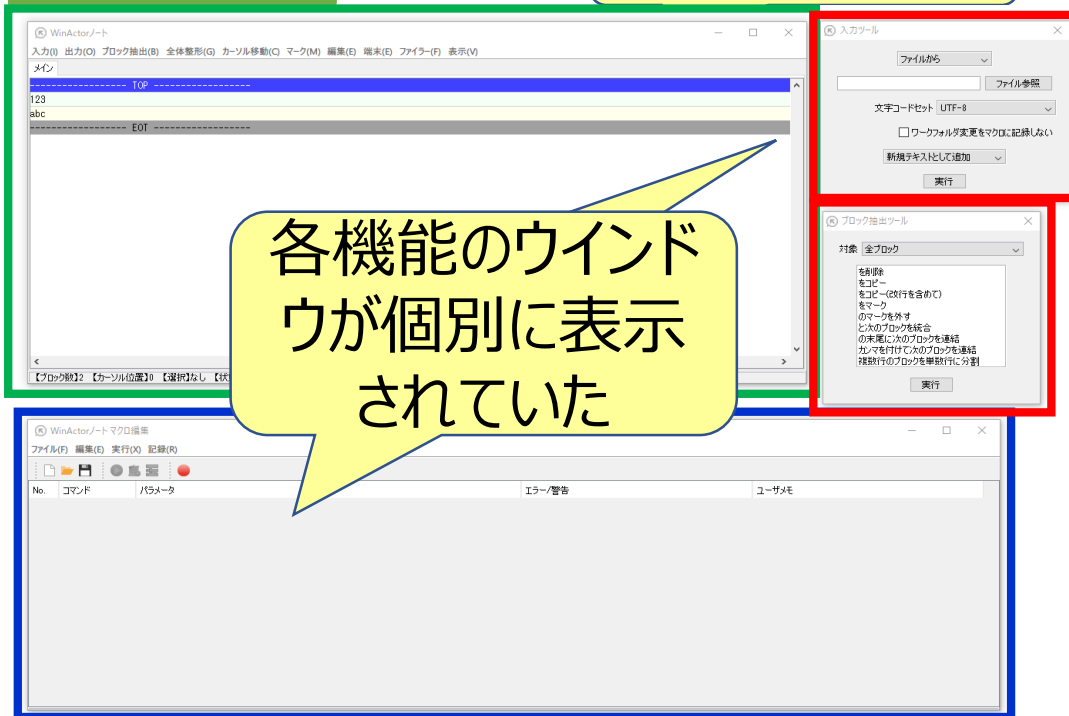 WinActorノート
入力(I) 出力(O) ブロック抽出(B) 全体整形(G) カーソル移動(C) マーク(M) 編集(E) 端末(E) ファイラー(F) 表示(V)
メイン
------------------ TOP ------------------
123
abc
------------------ EOT ------------------
【ブロック数】2 【カーソル位置】0 【選択】なし
入力ツール
ファイルから
ファイル参照
文字コードセット UTF-8
ワークフォルダ変更をマクロに記録しない
新規テキストとして追加
実行
ブロック抽出ツール
対象 全ブロック
を削除
をコピー
をコピー(改行を含めて)
をマーク
のマークを外す
と次のブロックを統合
の末尾に次のブロックを連結
カンマを付けて次のブロックを連結
複数行のブロックを単数行に分割
実行
各機能のウインド
ウが個別に表示
されていた
WinActorノート マクロ編集
ファイル(F) 編集(E) 実行(X) 記録(R)
No. コマンド パラメータ エラー/警告 ユーザメモ